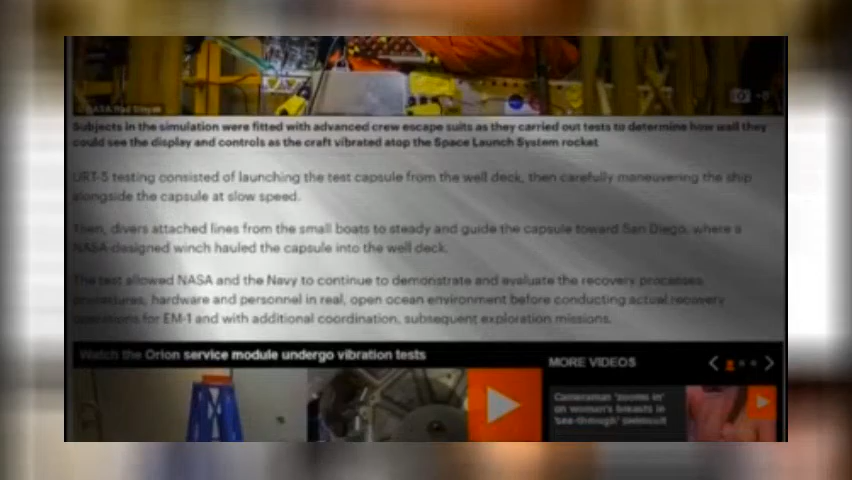 NASA Rad Sinyak
Subjects in the simulation were fitted with advanced crew escape suits as they carried out tests to determine how wall they
could see the display and controls as the craft vibrated atop the Space Launch System rocket
URT-5 testing consisted of launching the test capsule from the well deck, then carefully maneuvering the ship
alongside the capsule at slow speed.
Then, divers attached lines from the small boats to steady and guide the capsule toward San Diego, where a
NASA-designed winch hauled the capsule into the well deck.
The test allowed NASA and the Navy to continue to demonstrate and evaluate the recovery processes
procedures, hardware and personnel in real, open ocean environment before conducting actual recovery
operations for EM-1 and with additional coordination, subsequent exploration missions.
Watch the Orion service module undergo vibration tests
MORE VIDEOS
Cameraman 'zooms in'
on women's breasts in
'see-through' swimsuit